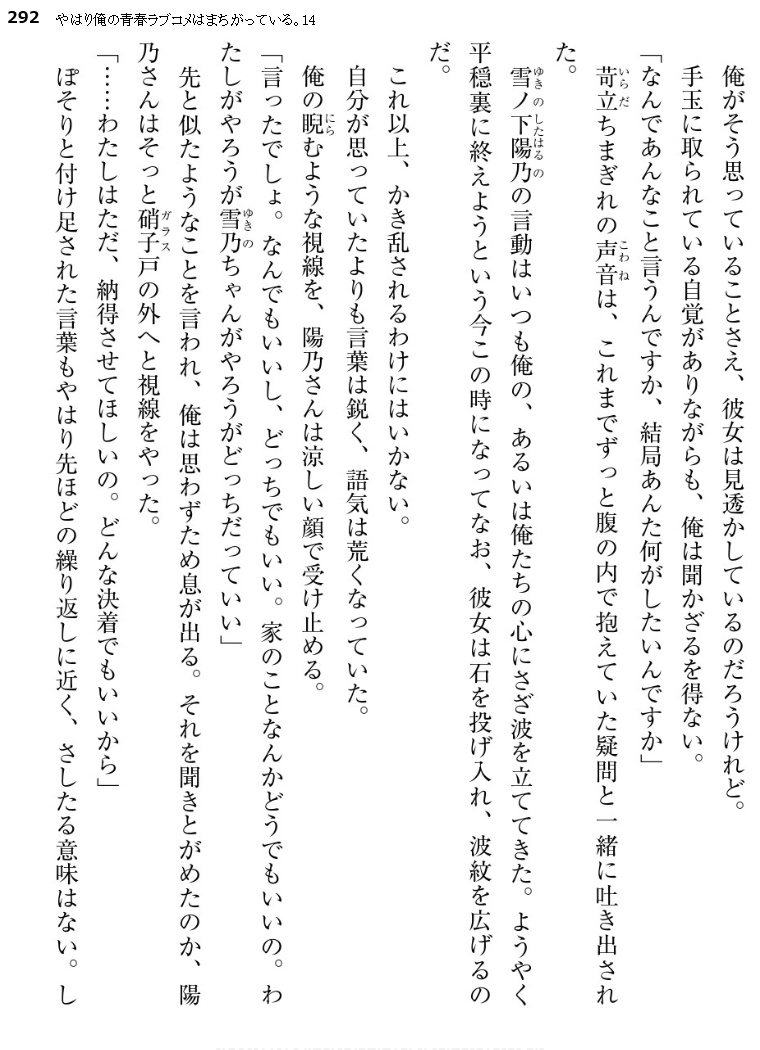 292 やはり俺の青春ラブコメはまちがっている。14
俺がそう思っていることさえ、彼女は見透かしているのだろうけれど。
手玉に取られている自覚がありながらも、俺は聞かざるを得ない。
「なんであんなこと言うんですか、結局あんた何がしたいんですか」
苛立ちまぎれの声音は、これまでずっと腹の内で抱えていた疑問と一緒に吐き出され
た。
雪ノ下陽乃の言動はいつも俺の、あるいは俺たちの心にさざ波を立ててきた。ようやく
平穏裏に終えようという今この時になってなお、彼女は石を投げ入れ、波紋を広げるの
だ。
これ以上、かき乱されるわけにはいかない。
自分が思っていたよりも言葉は鋭く、語気は荒くなっていた。
俺の睨むような視線を、陽乃さんは涼しい顔で受け止める。
「言ったでしょ。なんでもいいし、どっちでもいい。家のことなんかどうでもいいの。わ
たしがやろうが雪乃ちゃんがやろうがどっちだっていい」
先と似たようなことを言われ、俺は思わずため息が出る。それを聞きとがめたのか、陽
乃さんはそっと硝子戸の外へと視線をやった。
「……わたしはただ、納得させてほしいの。どんな決着でもいいから」
ぽそりと付け足された言葉もやはり先ほどの繰り返しに近く、さしたる意味はない。し